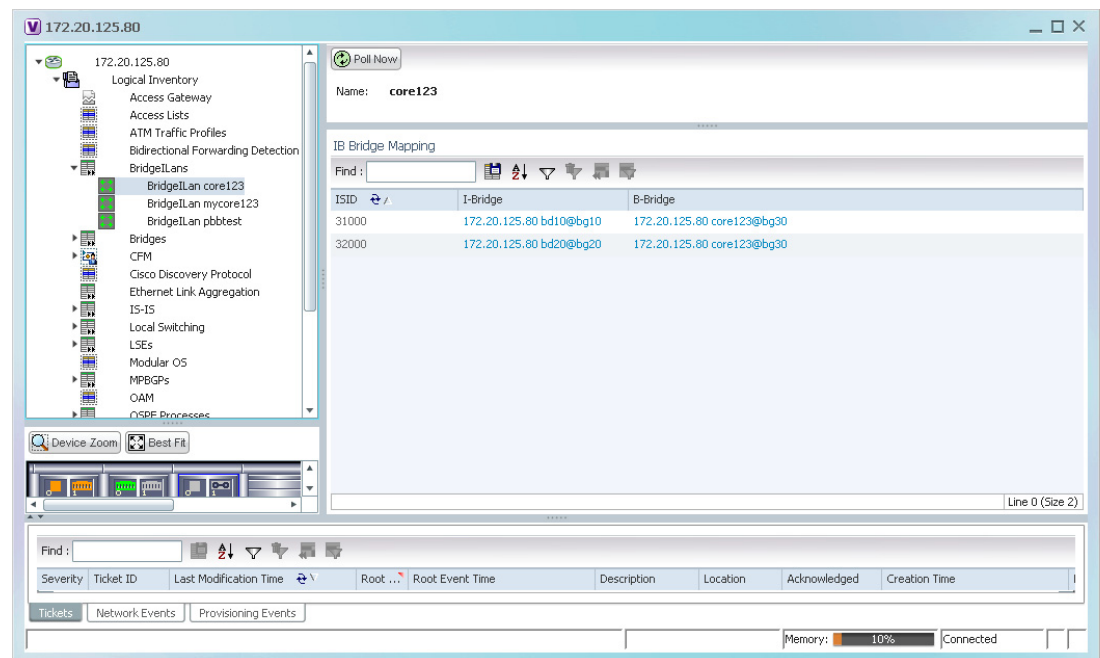 172.20.125.80
172.20.125.80
Logical Inventory
Access Gateway
Access Lists
ATM Traffic Profiles
Bidirectional Forwarding Detection
BridgeILans
BridgeILan core123
BridgeILan mycore123
BridgeILan pbbtest
Bridges
CFM
Cisco Discovery Protocol
Ethernet Link Aggregation
IS-IS
Local Switching
LSEs
Modular OS
MPBGPs
OAM
OSPF Processes
Device Zoom Best Fit
Poll Now
Name: core123
IB Bridge Mapping
Find :
ISID I-Bridge B-Bridge
31000 172.20.125.80 bd10@bg10 172.20.125.80 core123@bg30
32000 172.20.125.80 bd20@bg20 172.20.125.80 core123@bg30
Line 0 (Size 2)
Find :
Severity Ticket ID Last Modification Time Root ... Root Event Time Description Location Acknowledged Creation Time
Tickets Network Events Provisioning Events
Memory: 10% Connected